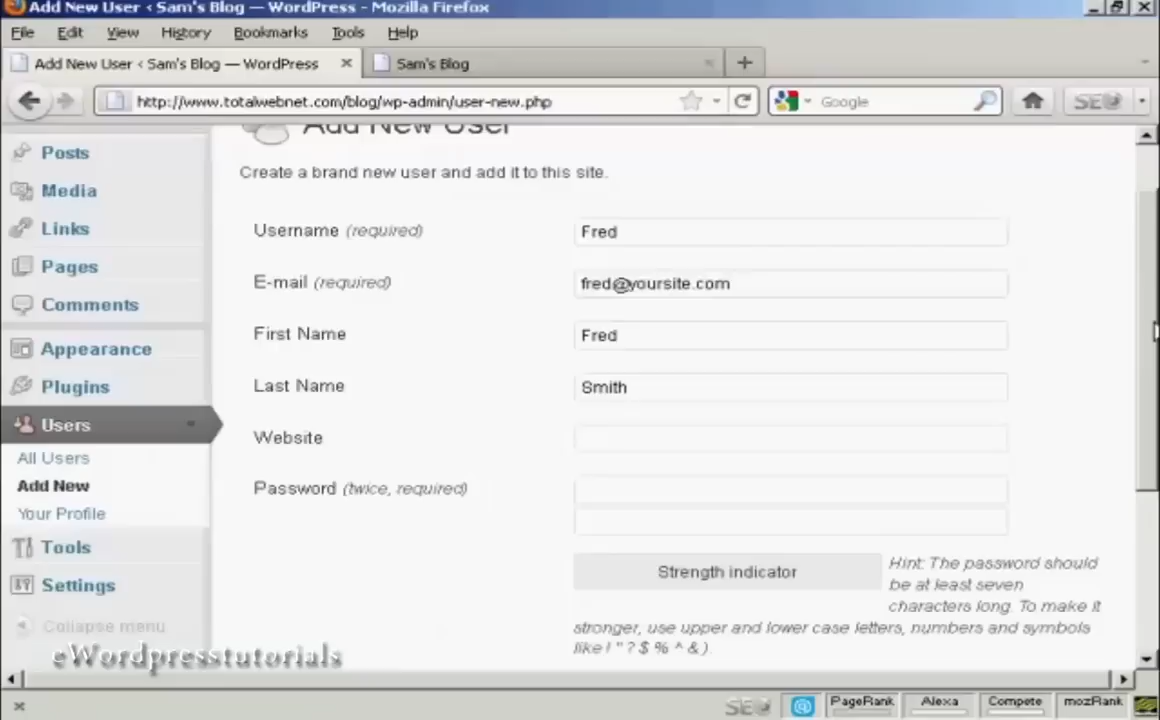 Add New User ‹ Sam's Blog — WordPress - Mozilla Firefox
File Edit View History Bookmarks Tools Help
Add New User ‹ Sam's Blog — WordPress × Sam's Blog × +
http://www.totalwebnet.com/blog/wp-admin/user-new.php Google SEO
Add New User
Create a brand new user and add it to this site.
Posts
Media
Links
Pages
Comments
Appearance
Plugins
Users
All Users
Add New
Your Profile
Tools
Settings
Collapse menu
Username (required) Fred
E-mail (required) fred@yoursite.com
First Name Fred
Last Name Smith
Website
Password (twice, required)
Strength indicator
Hint: The password should
be at least seven
characters long. To make it
stronger, use upper and lower case letters, numbers and symbols
like ! " ? $ % ^ & ).
eWordpresstutorials
× SEO PageRank Alexa Compete mozRank